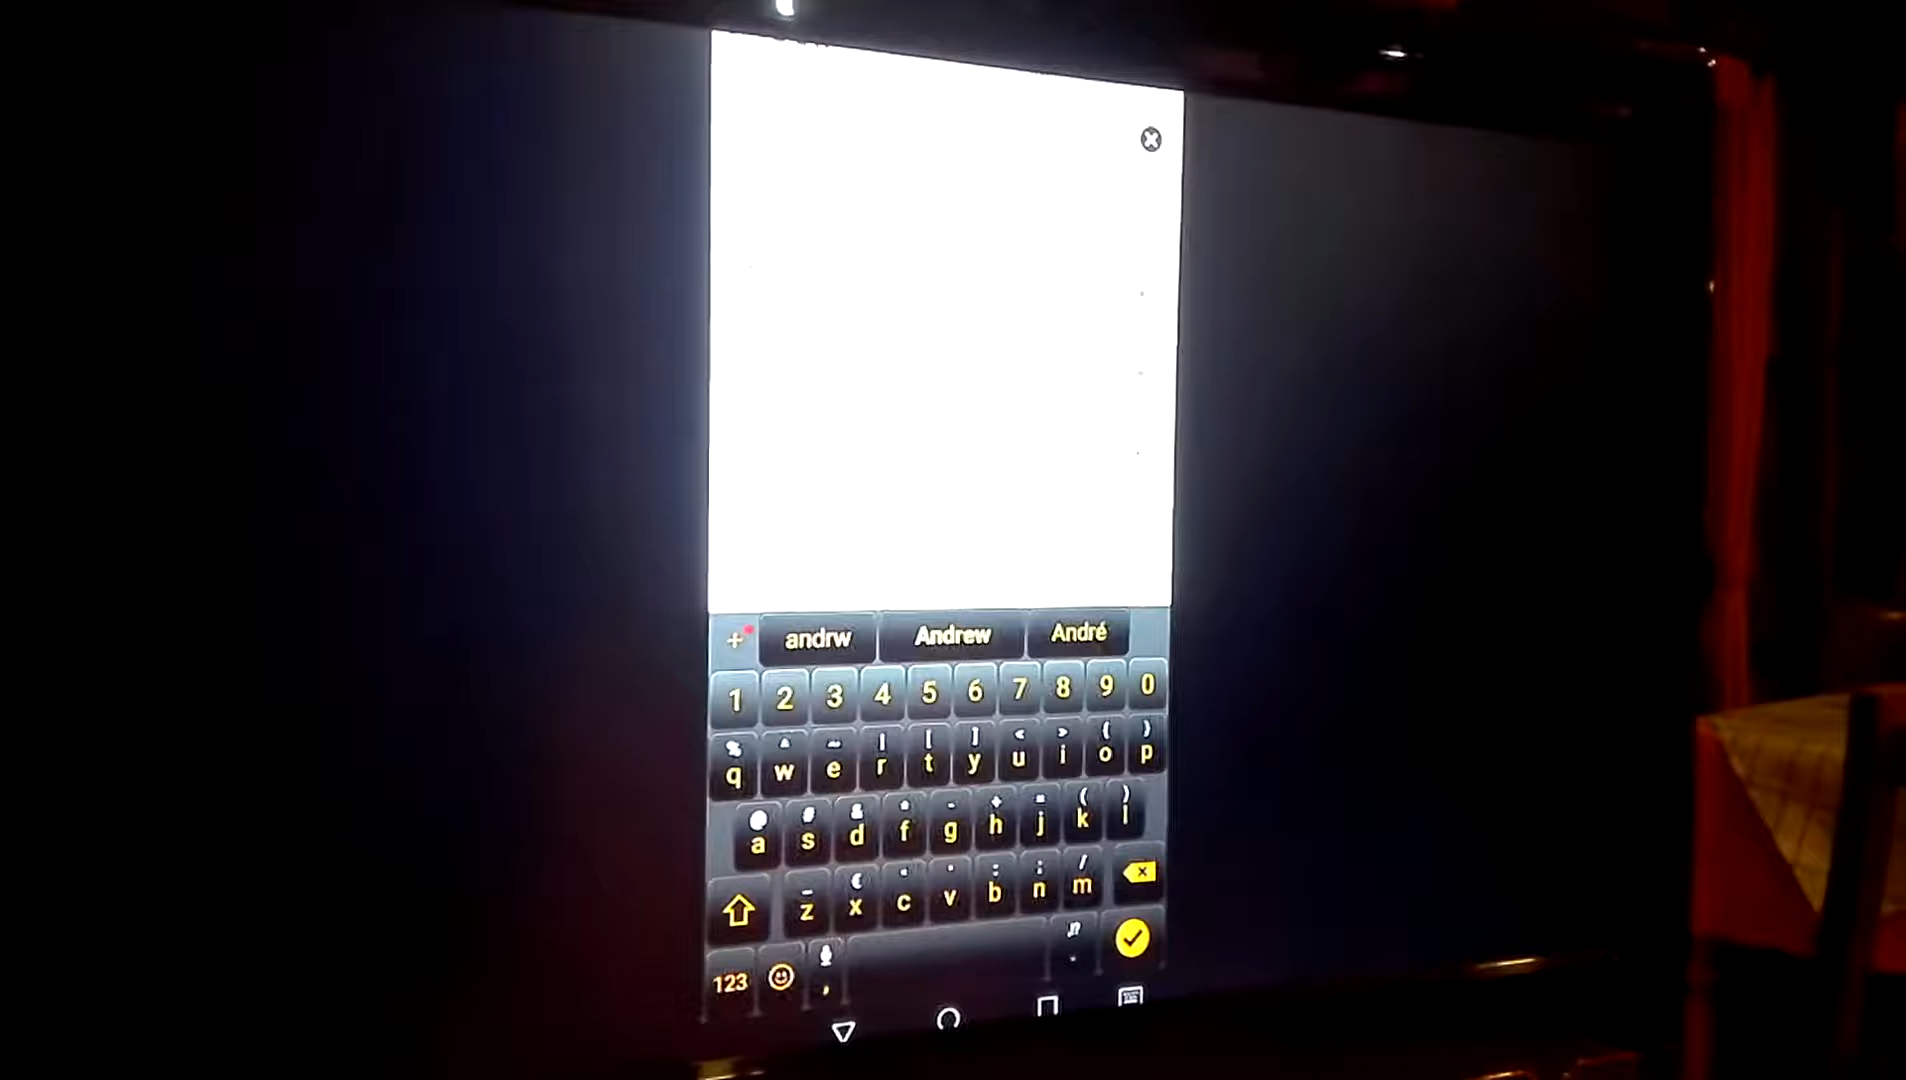 andrw Andrew André
1 2 3 4 5 6 7 8 9 0
% ^ ~ | [ ] < > { }
q w e r t y u i o p
@ # & * - + = ( )
a s d f g h j k l
_ € " ' : ; /
z x c v b n m
123 , .